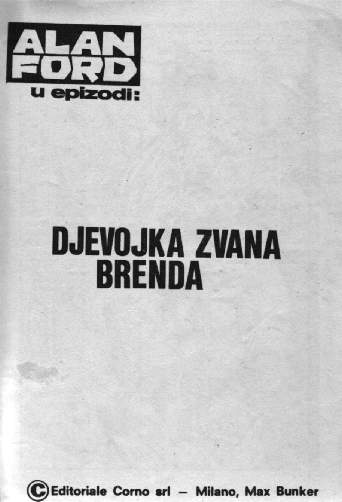 ALAN
FORD
u epizodi:
DJEVOJKA ZVANA
BRENDA
© Editoriale Corno srl – Milano, Max Bunker